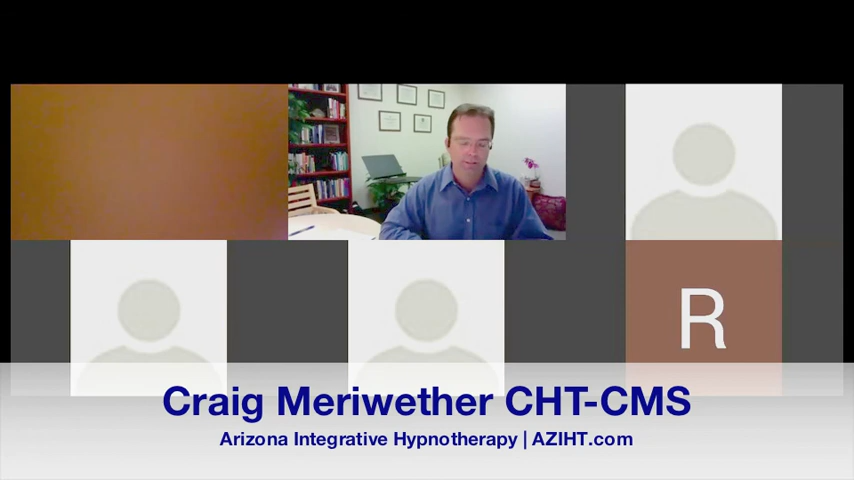 R
Craig Meriwether CHT-CMS
Arizona Integrative Hypnotherapy | AZIHT.com